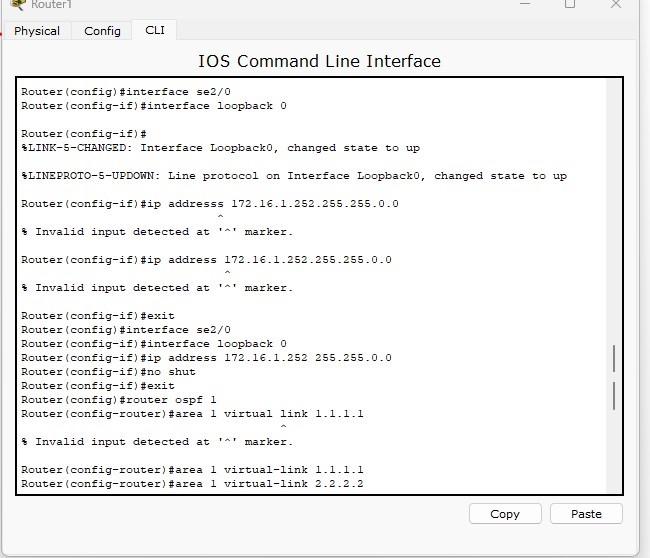 Router1
Physical Config CLI
IOS Command Line Interface
Router(config)#interface se2/0
Router(config-if)#interface loopback 0
Router(config-if)#
%LINK-5-CHANGED: Interface Loopback0, changed state to up
%LINEPROTO-5-UPDOWN: Line protocol on Interface Loopback0, changed state to up
Router(config-if)#ip addresss 172.16.1.252.255.255.0.0
^
% Invalid input detected at '^' marker.
Router(config-if)#ip address 172.16.1.252.255.255.0.0
^
% Invalid input detected at '^' marker.
Router(config-if)#exit
Router(config)#interface se2/0
Router(config-if)#interface loopback 0
Router(config-if)#ip address 172.16.1.252 255.255.0.0
Router(config-if)#no shut
Router(config-if)#exit
Router(config)#router ospf 1
Router(config-router)#area 1 virtual link 1.1.1.1
^
% Invalid input detected at '^' marker.
Router(config-router)#area 1 virtual-link 1.1.1.1
Router(config-router)#area 1 virtual-link 2.2.2.2
Copy Paste